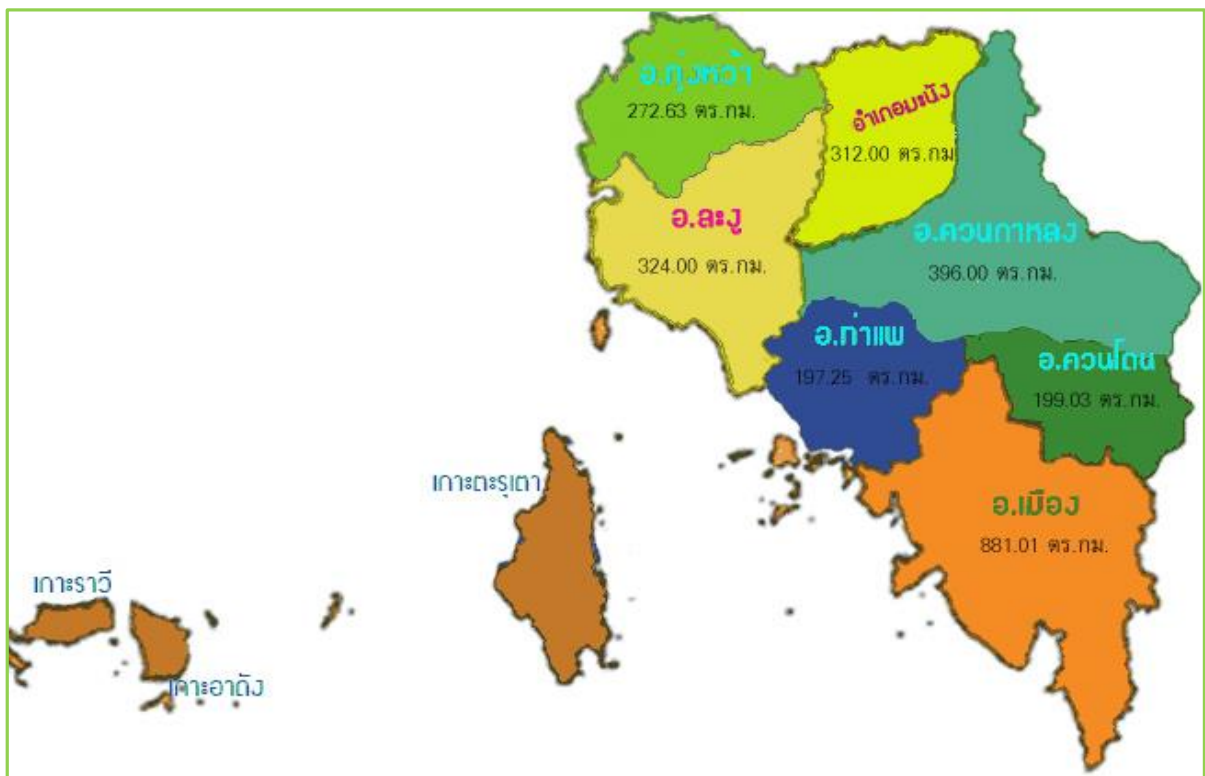 อ.ทุ่งหว้า
272.63 ตร.กม.
อำเภอมะนัง
312.00 ตร.กม
อ.ละงู
324.00 ตร.กม.
อ.ควนกาหลง
396.00 ตร.กม.
อ.ท่าแพ
197.25 ตร.กม.
อ.ควนโดน
199.03 ตร.กม.
เกาะตะรุเตา
อ.เมือง
881.01 ตร.กม.
เกาะราวี
เกาะอาดัง